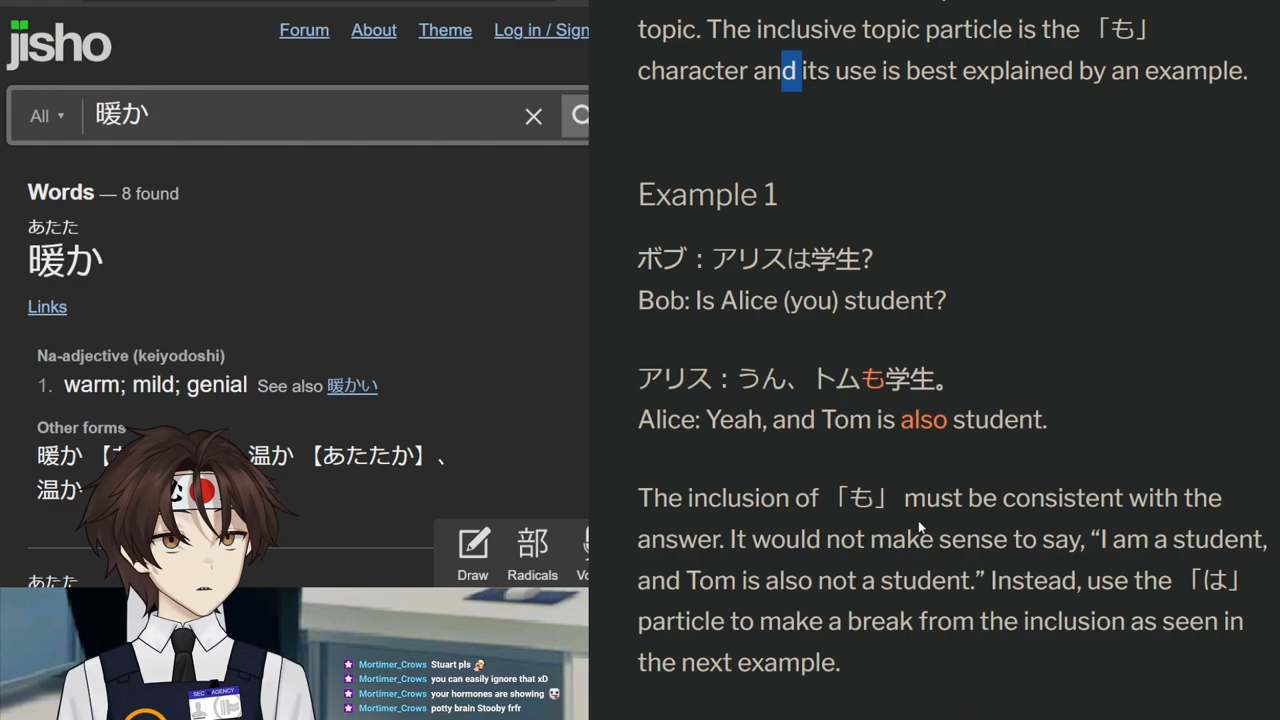 jisho
Forum About Theme Log in / Sign
All 暖か
Words — 8 found
あたた
暖か
Links
Na-adjective (keiyodoshi)
1. warm; mild; genial See also 暖かい
Other forms
暖か 温か 【あたたか】、
温か
Draw
部
Radicals
あたた
SEC AGENCY
Mortimer_Crows Stuart pls
Mortimer_Crows you can easily ignore that xD
Mortimer_Crows your hormones are showing
Mortimer_Crows potty brain Stooby frfr
topic. The inclusive topic particle is the 「も」
character and its use is best explained by an example.
Example 1
ボブ：アリスは学生?
Bob: Is Alice (you) student?
アリス：うん、トムも学生。
Alice: Yeah, and Tom is also student.
The inclusion of 「も」 must be consistent with the
answer. It would not make sense to say, “I am a student,
and Tom is also not a student.” Instead, use the 「は」
particle to make a break from the inclusion as seen in
the next example.